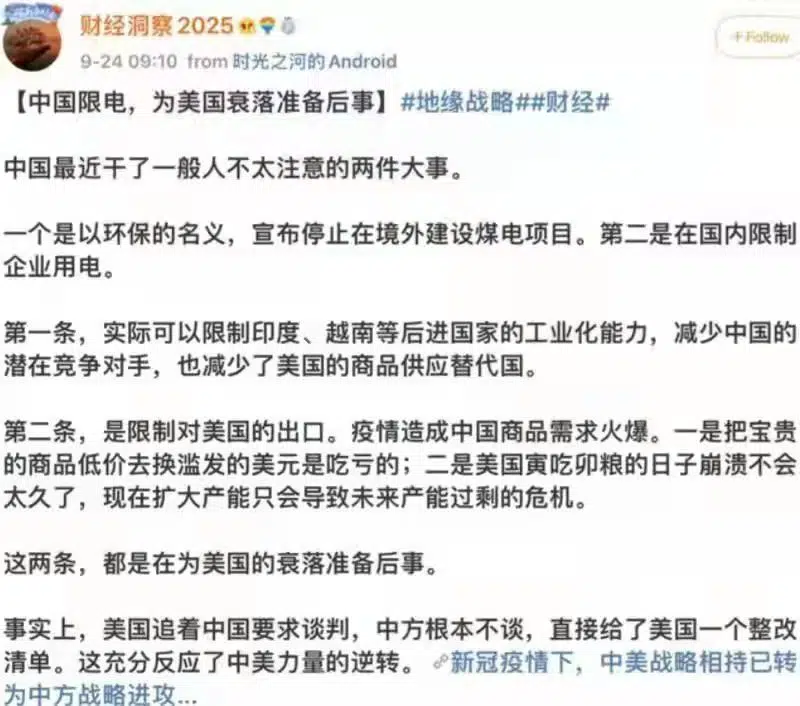 财经洞察2025
+Follow
9-24 09:10 from 时光之河的Android
【中国限电，为美国衰落准备后事】#地缘战略##财经#
中国最近干了一般人不太注意的两件大事。
一个是以环保的名义，宣布停止在境外建设煤电项目。第二是在国内限制
企业用电。
第一条，实际可以限制印度、越南等后进国家的工业化能力，减少中国的
潜在竞争对手，也减少了美国的商品供应替代国。
第二条，是限制对美国的出口。疫情造成中国商品需求火爆。一是把宝贵
的商品低价去换滥发的美元是吃亏的；二是美国寅吃卯粮的日子崩溃不会
太久了，现在扩大产能只会导致未来产能过剩的危机。
这两条，都是在为美国的衰落准备后事。
事实上，美国追着中国要求谈判，中方根本不谈，直接给了美国一个整改
清单。这充分反应了中美力量的逆转。新冠疫情下，中美战略相持已转
为中方战略进攻...